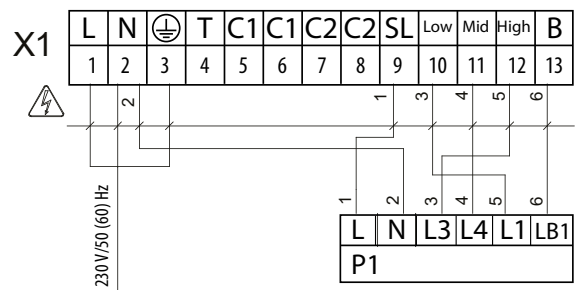 X1
L N T C1 C1 C2 C2 SL Low Mid High B
1 2 3 4 5 6 7 8 9 10 11 12 13
2 1 3 4 5 6
230 V/50 (60) Hz
1 2 3 4 5 6
L N L3 L4 L1 LB1
P1